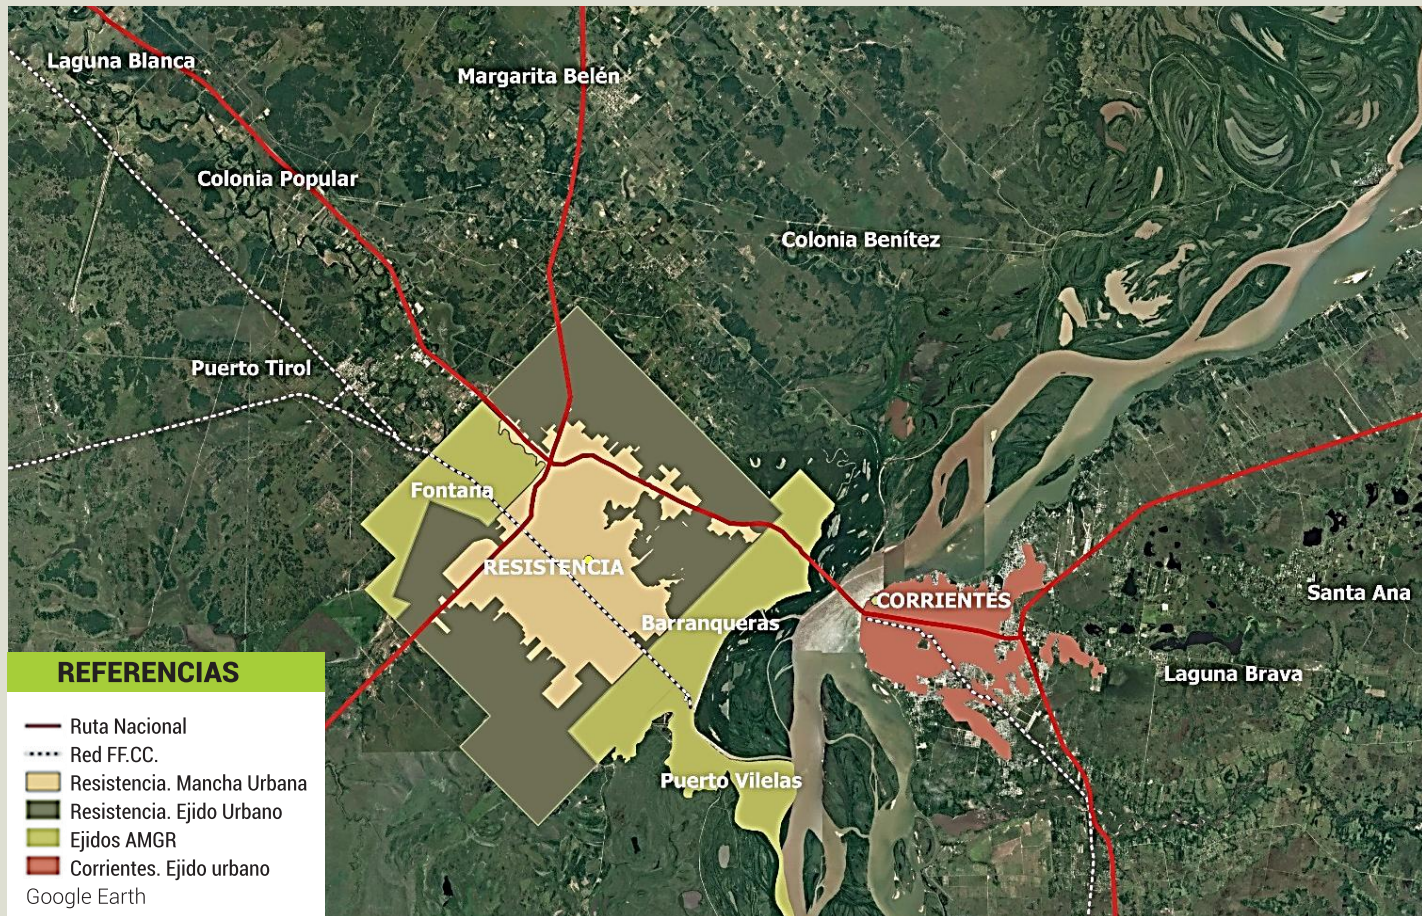 Laguna Blanca
Margarita Belén
Colonia Popular
Colonia Benítez
Puerto Tirol
Fontana
RESISTENCIA
CORRIENTES
Santa Ana
Barranqueras
Laguna Brava
Puerto Vilelas
REFERENCIAS
Ruta Nacional
Red FF.CC.
Resistencia. Mancha Urbana
Resistencia. Ejido Urbano
Ejidos AMGR
Corrientes. Ejido urbano
Google Earth